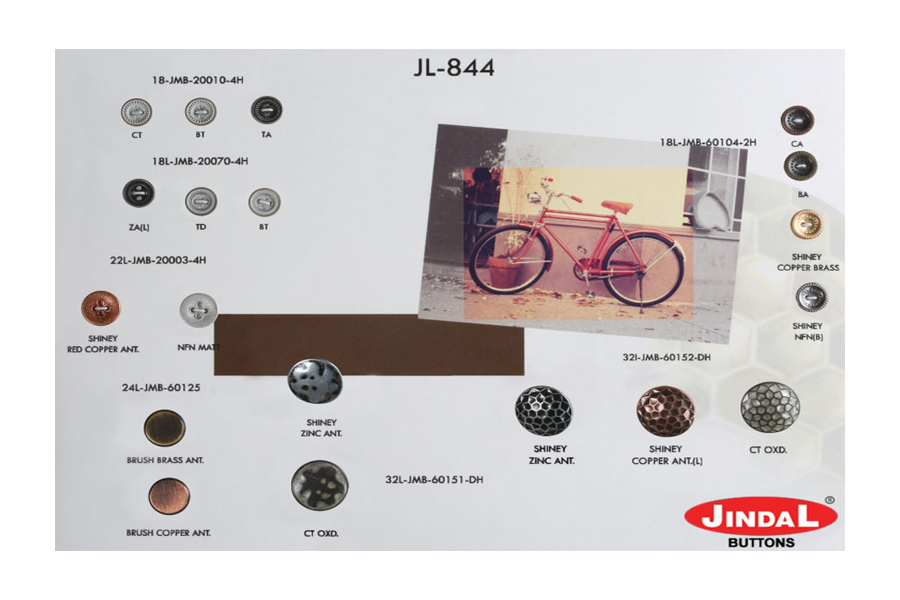 JL-844
18-JMB-20010-4H
CT BT TA
18L-JMB-20070-4H
ZA(L) TD BT
22L-JMB-20003-4H
SHINEY
RED COPPER ANT.
NFN MATT
24L-JMB-60125
BRUSH BRASS ANT.
BRUSH COPPER ANT.
SHINEY
ZINC ANT.
32L-JMB-60151-DH
CT OXD.
18L-JMB-60104-2H
CA
BA
SHINEY
COPPER BRASS
SHINEY
NFN(B)
32l-JMB-60152-DH
SHINEY
ZINC ANT.
SHINEY
COPPER ANT.(L)
CT OXD.
JINDAL ®
BUTTONS